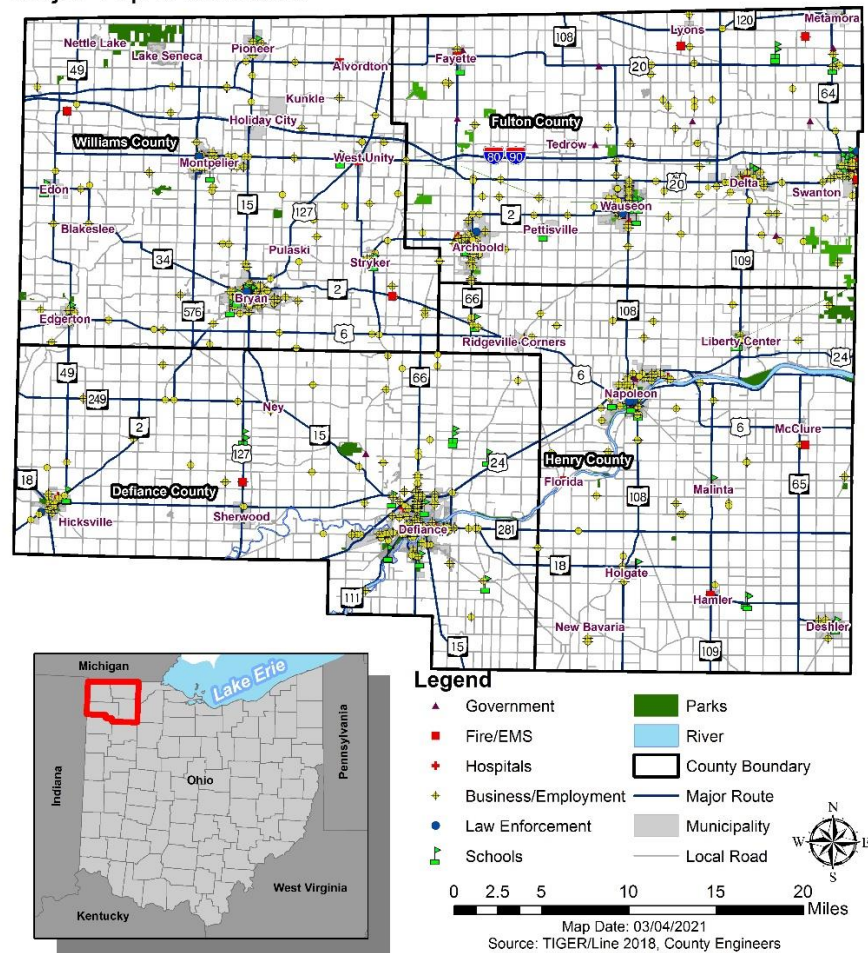 120
Metamora
Lyons
108
Nettle Lake
Pioneer
Lake Seneca
Fayette
49
20
Alvordton
64
Kunkle
Holiday City
Fulton County
Williams County
Tedrow
80
90
Montpelier
West Unity
Delta
20
Swanton
Edon
15
127
Wauseon
2
Blakeslee
Pettisville
Archbold
Pulaski
34
Stryker
109
Bryan
2
66
108
576
Edgerton
6
Ridgeville Corners
Liberty Center
24
49
66
6
Napoleon
249
Ney
2
15
6
McClure
127
24
Henry County
18
Florida
Defiance County
108
Malinta
65
Hicksville
Sherwood
Defiance
281
18
Holgate
111
Hamler
New Bavaria
Deshler
15
109
Michigan
Lake Erie
Indiana
Ohio
Pennsylvania
West Virginia
Kentucky
Legend
Government
Fire/EMS
Hospitals
Business/Employment
Law Enforcement
Schools
Parks
River
County Boundary
Major Route
Municipality
Local Road
N
W
E
S
0 2.5 5 10 15 20
Miles
Map Date: 03/04/2021
Source: TIGER/Line 2018, County Engineers